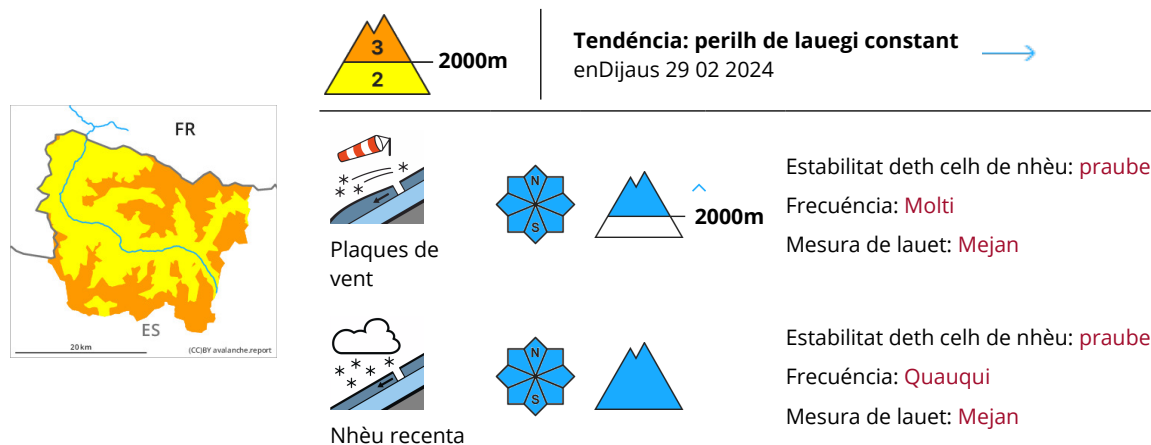 3
2
2000m
Tendéncia: perilh de lauegi constant
enDijaus 29 02 2024
FR
ES
20 km
(CC)BY avalanche.report
Plaques de
vent
N
S
2000m
Estabilitat deth celh de nhèu: praube
Frecuéncia: Molti
Mesura de lauet: Mejan
Nhèu recenta
N
S
Estabilitat deth celh de nhèu: praube
Frecuéncia: Quauqui
Mesura de lauet: Mejan